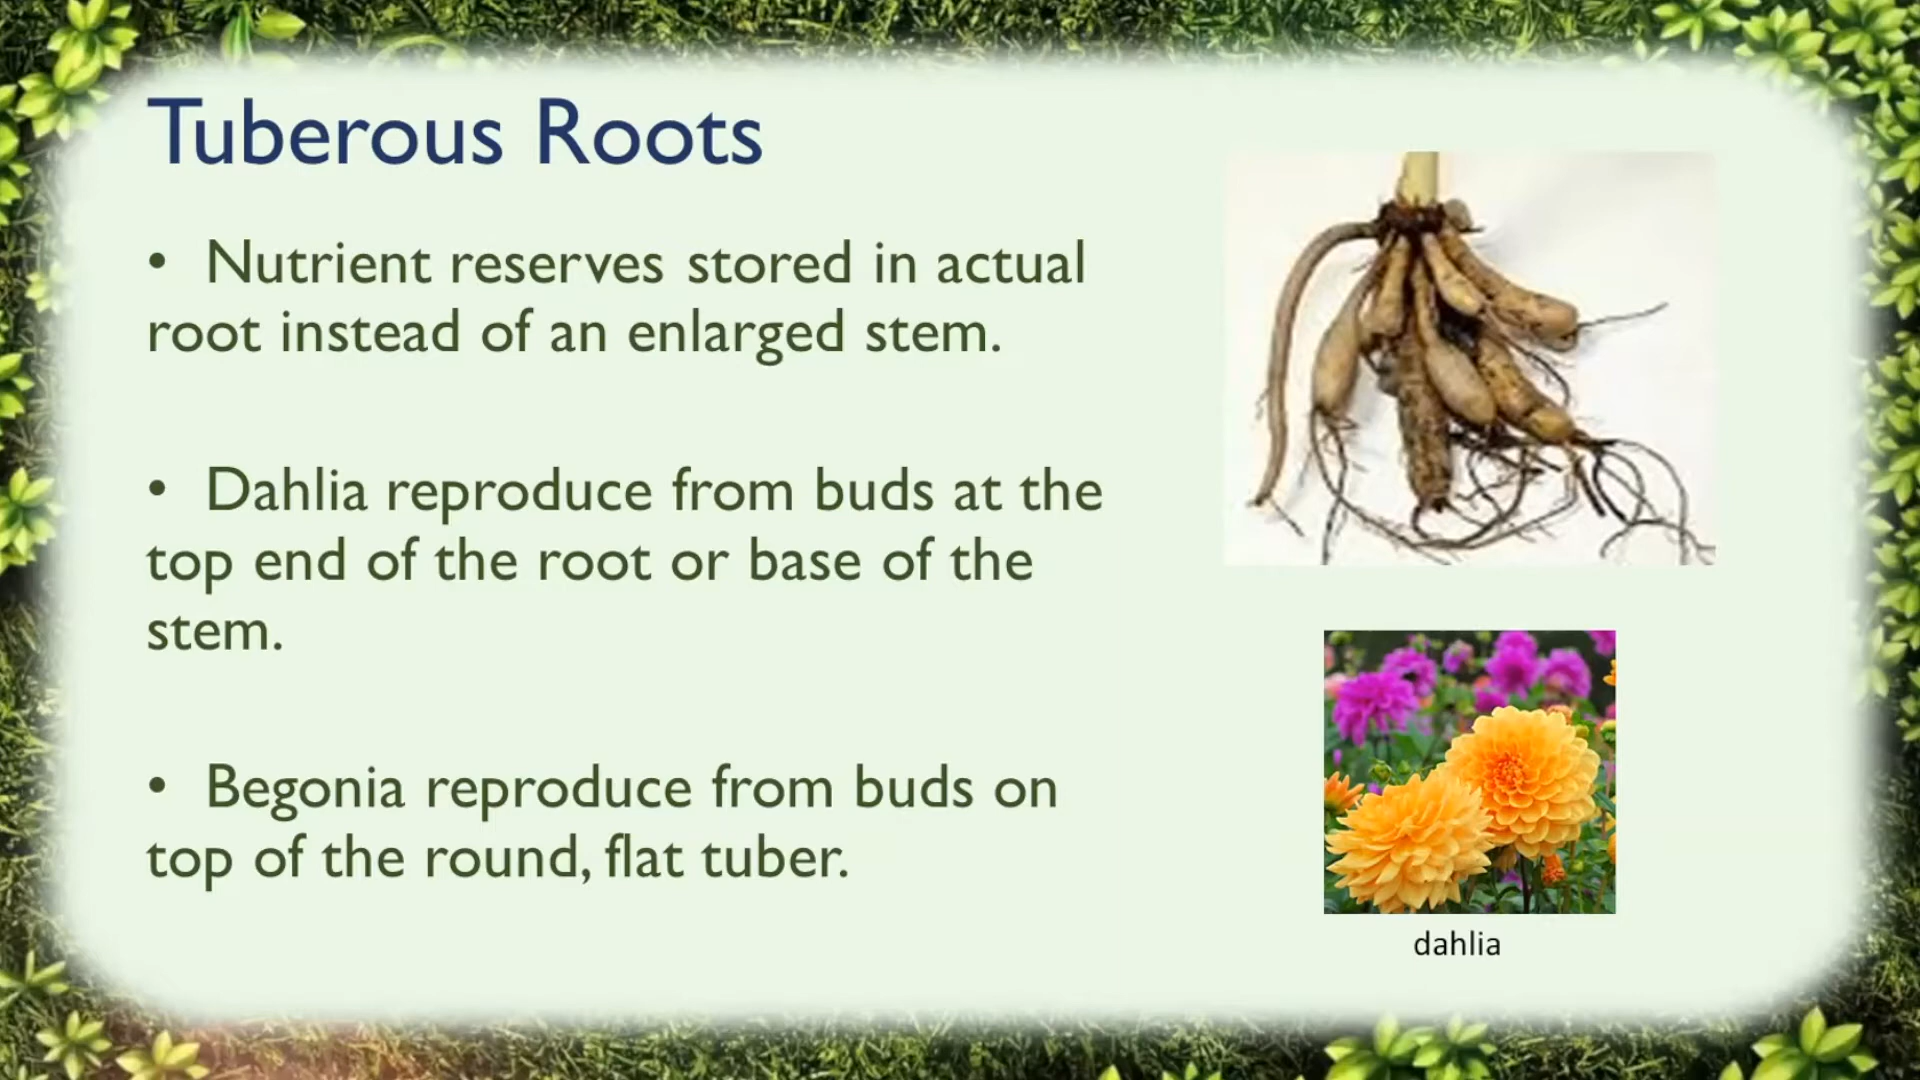 Tuberous Roots
• Nutrient reserves stored in actual
root instead of an enlarged stem.
• Dahlia reproduce from buds at the
top end of the root or base of the
stem.
• Begonia reproduce from buds on
top of the round, flat tuber.
dahlia